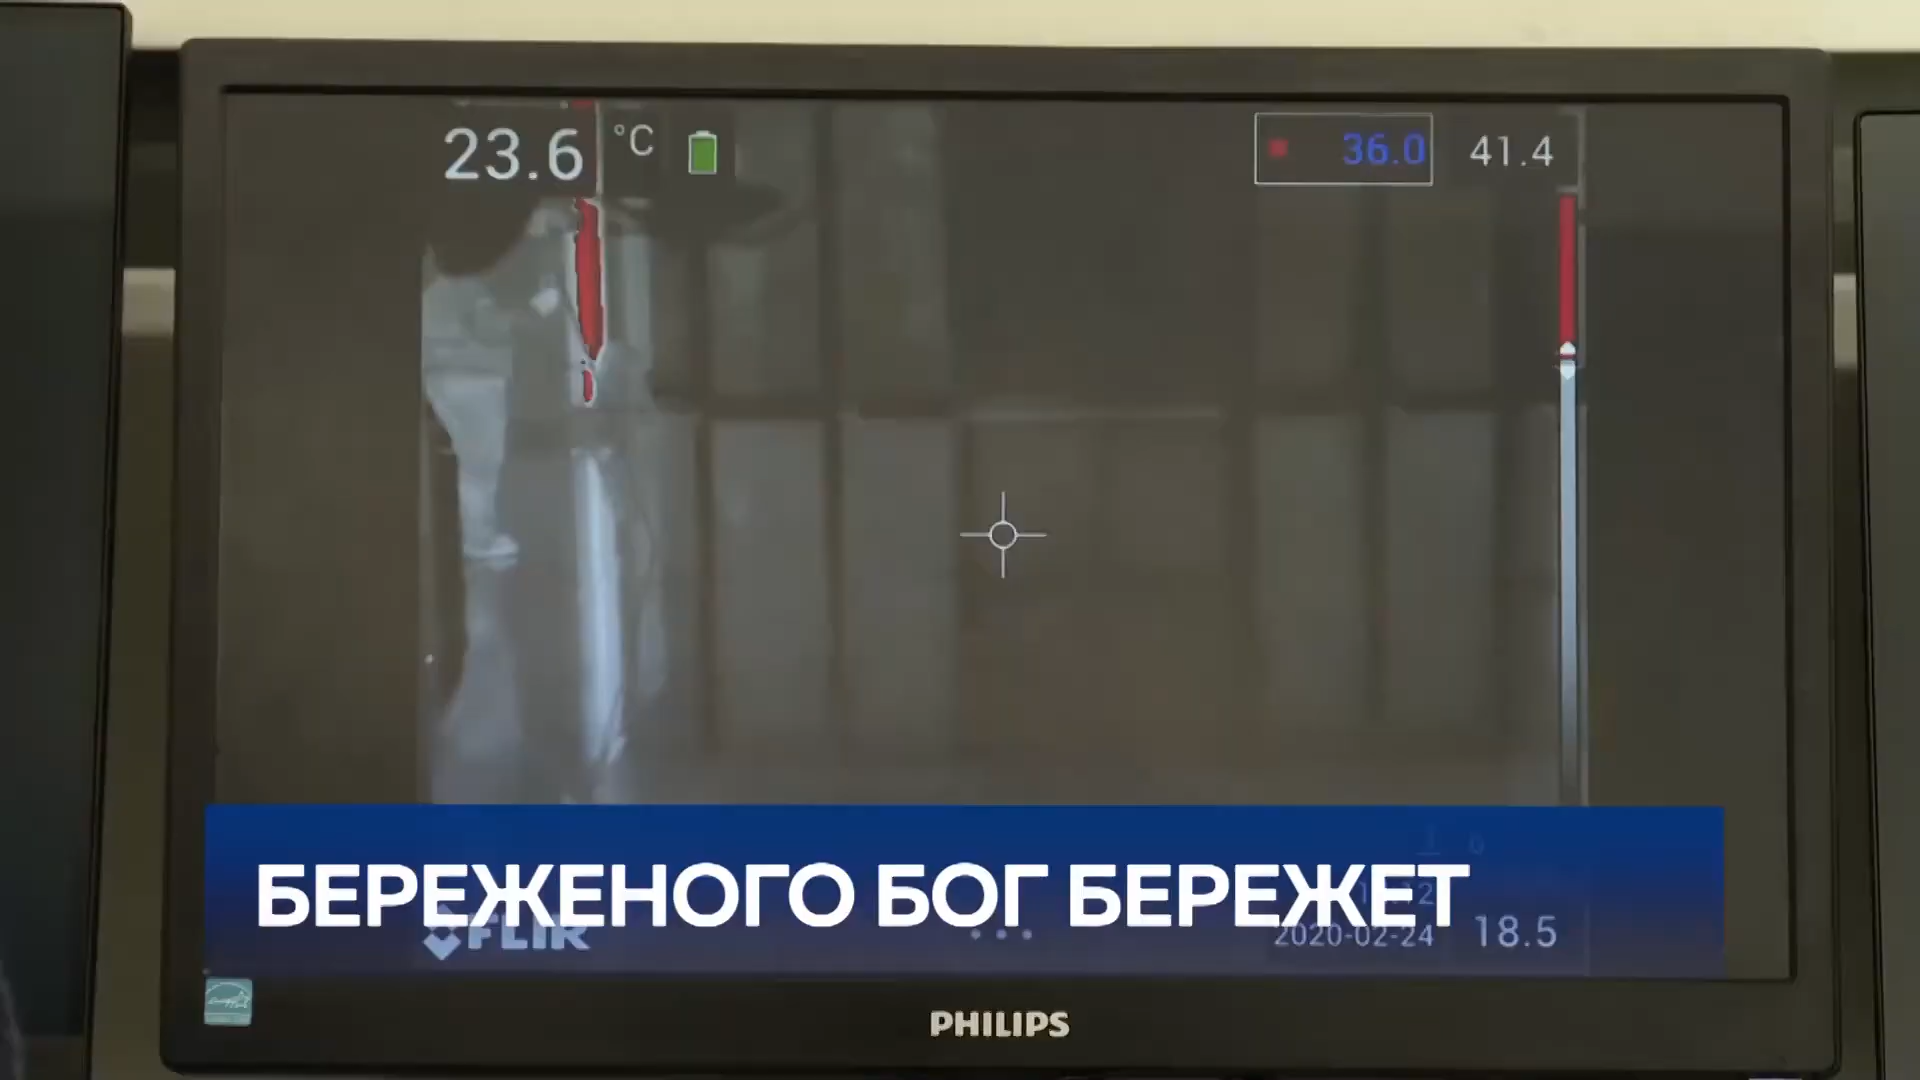 23.6 °C
36.0 41.4
БЕРЕЖЕНОГО БОГ БЕРЕЖЕТ
FLIR
2020-02-24 18.5
PHILIPS